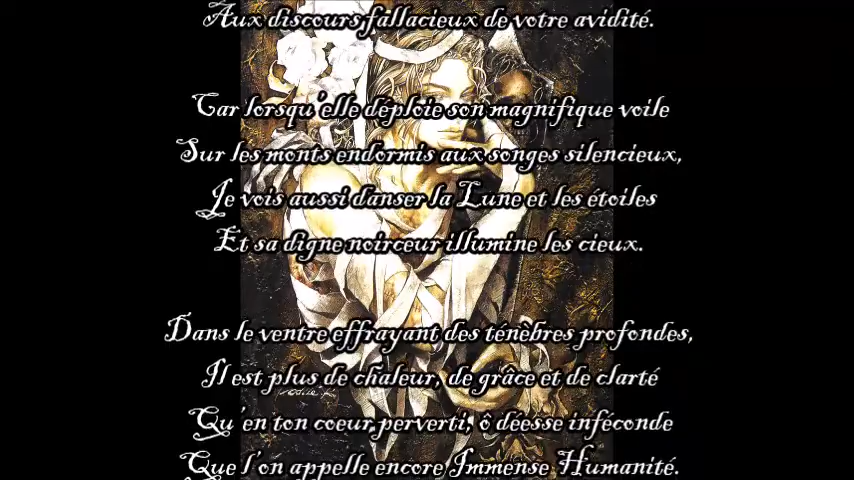 Aux discours fallacieux de votre avidité.
Car lorsqu'elle déploie son magnifique voile
Sur les monts endormis aux songes silencieux,
Je vois aussi danser la Lune et les étoiles
Et sa digne noirceur illumine les cieux.
Dans le ventre effrayant des ténèbres profondes,
Il est plus de chaleur, de grâce et de clarté
Qu'en ton coeur perverti, ô déesse inféconde
Que l'on appelle encore Immense Humanité.